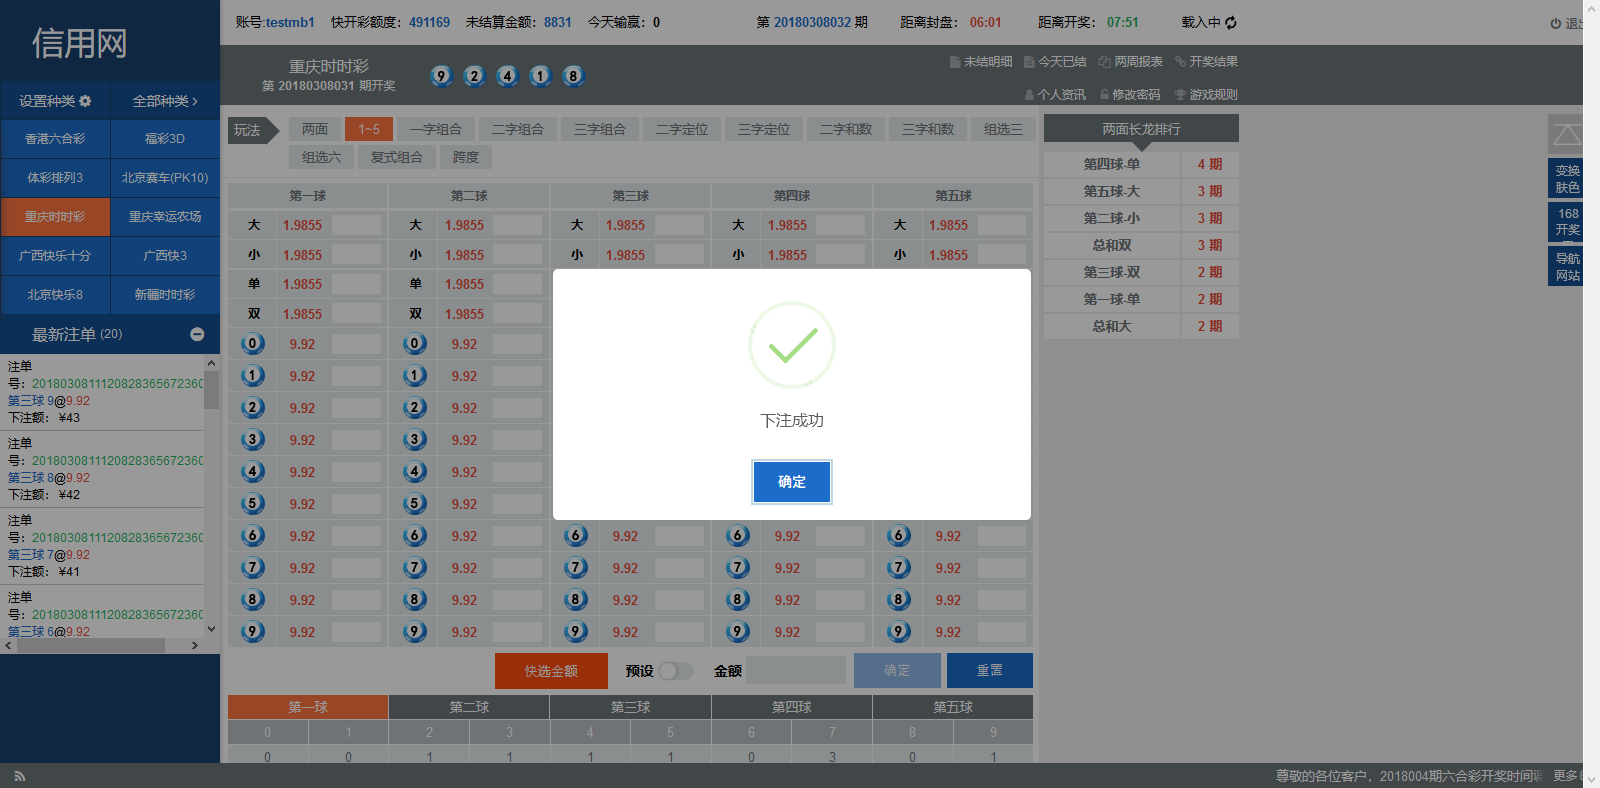 账号:testmb1 快开彩额度: 491169 未结算金额: 8831 今天输赢: 0 第 20180308032 期 距离封盘: 06:01 距离开奖: 07:51 载入中
信用网
设置种类 全部种类
香港六合彩 福彩3D
体彩排列3 北京赛车(PK10)
重庆时时彩 重庆幸运农场
广西快乐十分 广西快3
北京快乐8 新疆时时彩
最新注单 (20)
注单
号: 2018030811120828365672360
第三球 9@9.92
下注额: ¥43
注单
号: 2018030811120828365672360
第三球 8@9.92
下注额: ¥42
注单
号: 2018030811120828365672360
第三球 7@9.92
下注额: ¥41
注单
号: 2018030811120828365672360
第三球 6@9.92
重庆时时彩
第 20180308031 期开奖
9 2 4 1 8
未结明细 今天已结 两周报表 开奖结果
个人资讯 修改密码 游戏规则
玩法 两面 1~5 一字组合 二字组合 三字组合 二字定位 三字定位 二字和数 三字和数 组选三
组选六 复式组合 跨度
第一球 第二球 第三球 第四球 第五球
大 1.9855 大 1.9855 大 1.9855 大 1.9855 大 1.9855
小 1.9855 小 1.9855 小 1.9855 小 1.9855 小 1.9855
单 1.9855 单 1.9855
双 1.9855 双 1.9855
0 9.92 0 9.92
1 9.92 1 9.92
2 9.92 2 9.92
3 9.92 3 9.92
4 9.92 4 9.92
5 9.92 5 9.92
6 9.92 6 9.92 6 9.92 6 9.92 6 9.92
7 9.92 7 9.92 7 9.92 7 9.92 7 9.92
8 9.92 8 9.92 8 9.92 8 9.92 8 9.92
9 9.92 9 9.92 9 9.92 9 9.92 9 9.92
下注成功
确定
快选金额 预设 金额 确定 重置
第一球 第二球 第三球 第四球 第五球
0 1 2 3 4 5 6 7 8 9
0 0 1 1 1 1 0 3 0 1
两面长龙排行
第四球-单 4 期
第五球-大 3 期
第二球-小 3 期
总和双 3 期
第三球-双 2 期
第一球-单 2 期
总和大 2 期
变换
肤色
168
开奖
导航
网站
尊敬的各位客户，2018004期六合彩开奖时间 更多